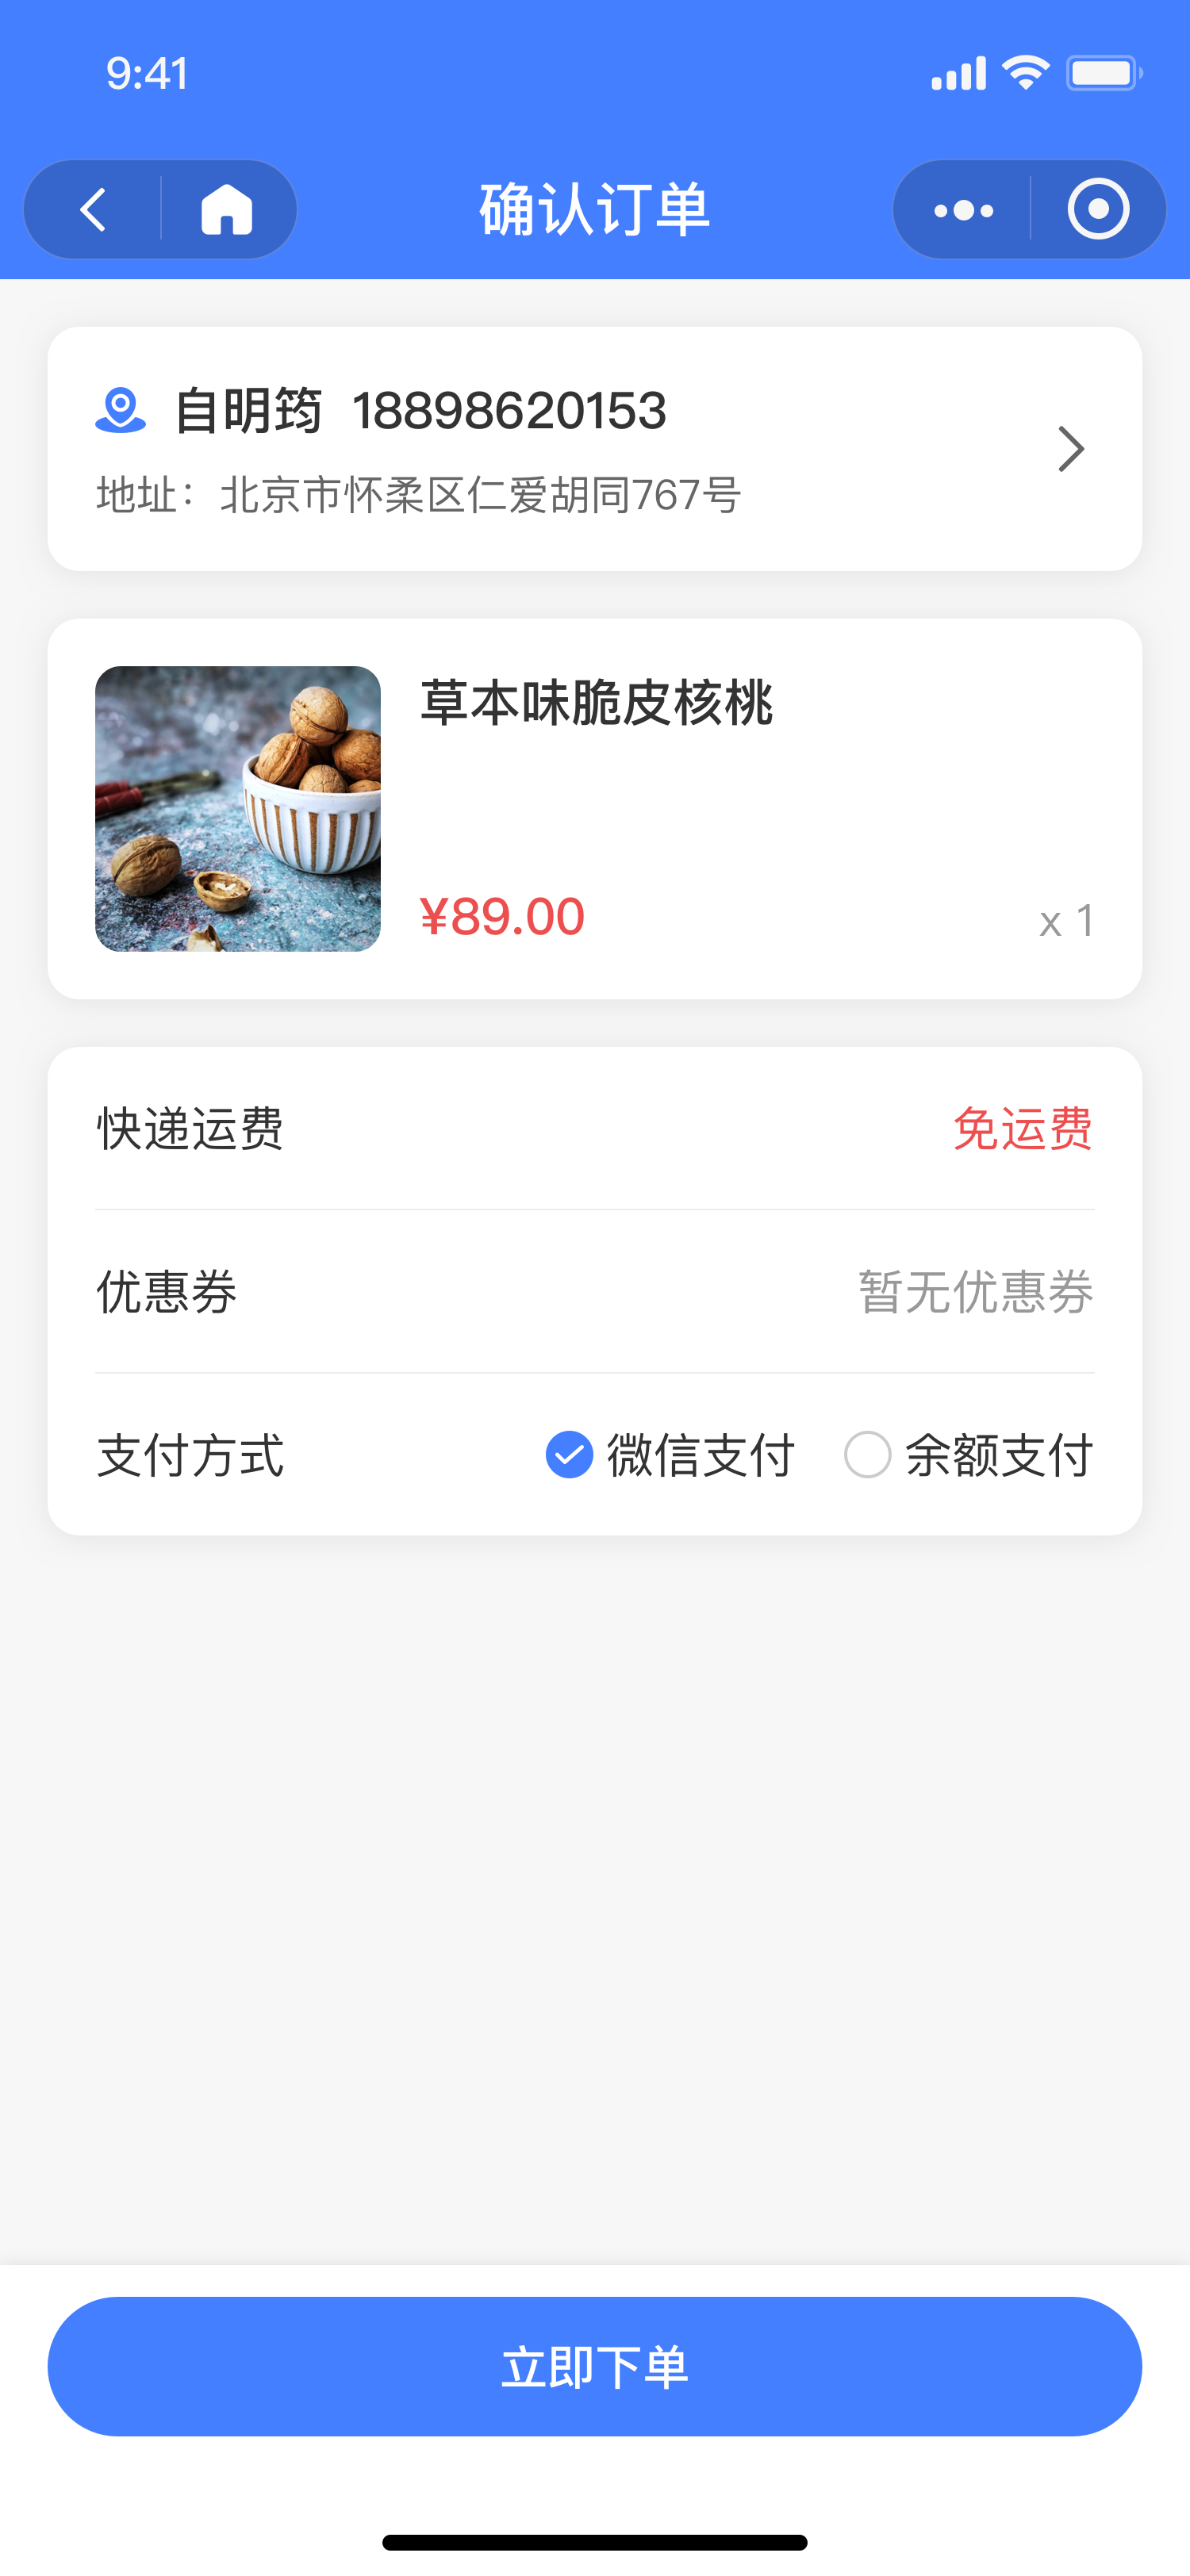 9:41
确认订单
自明筠 18898620153
地址：北京市怀柔区仁爱胡同767号
草本味脆皮核桃
¥89.00 x 1
快递运费 免运费
优惠券 暂无优惠券
支付方式 微信支付 余额支付
立即下单